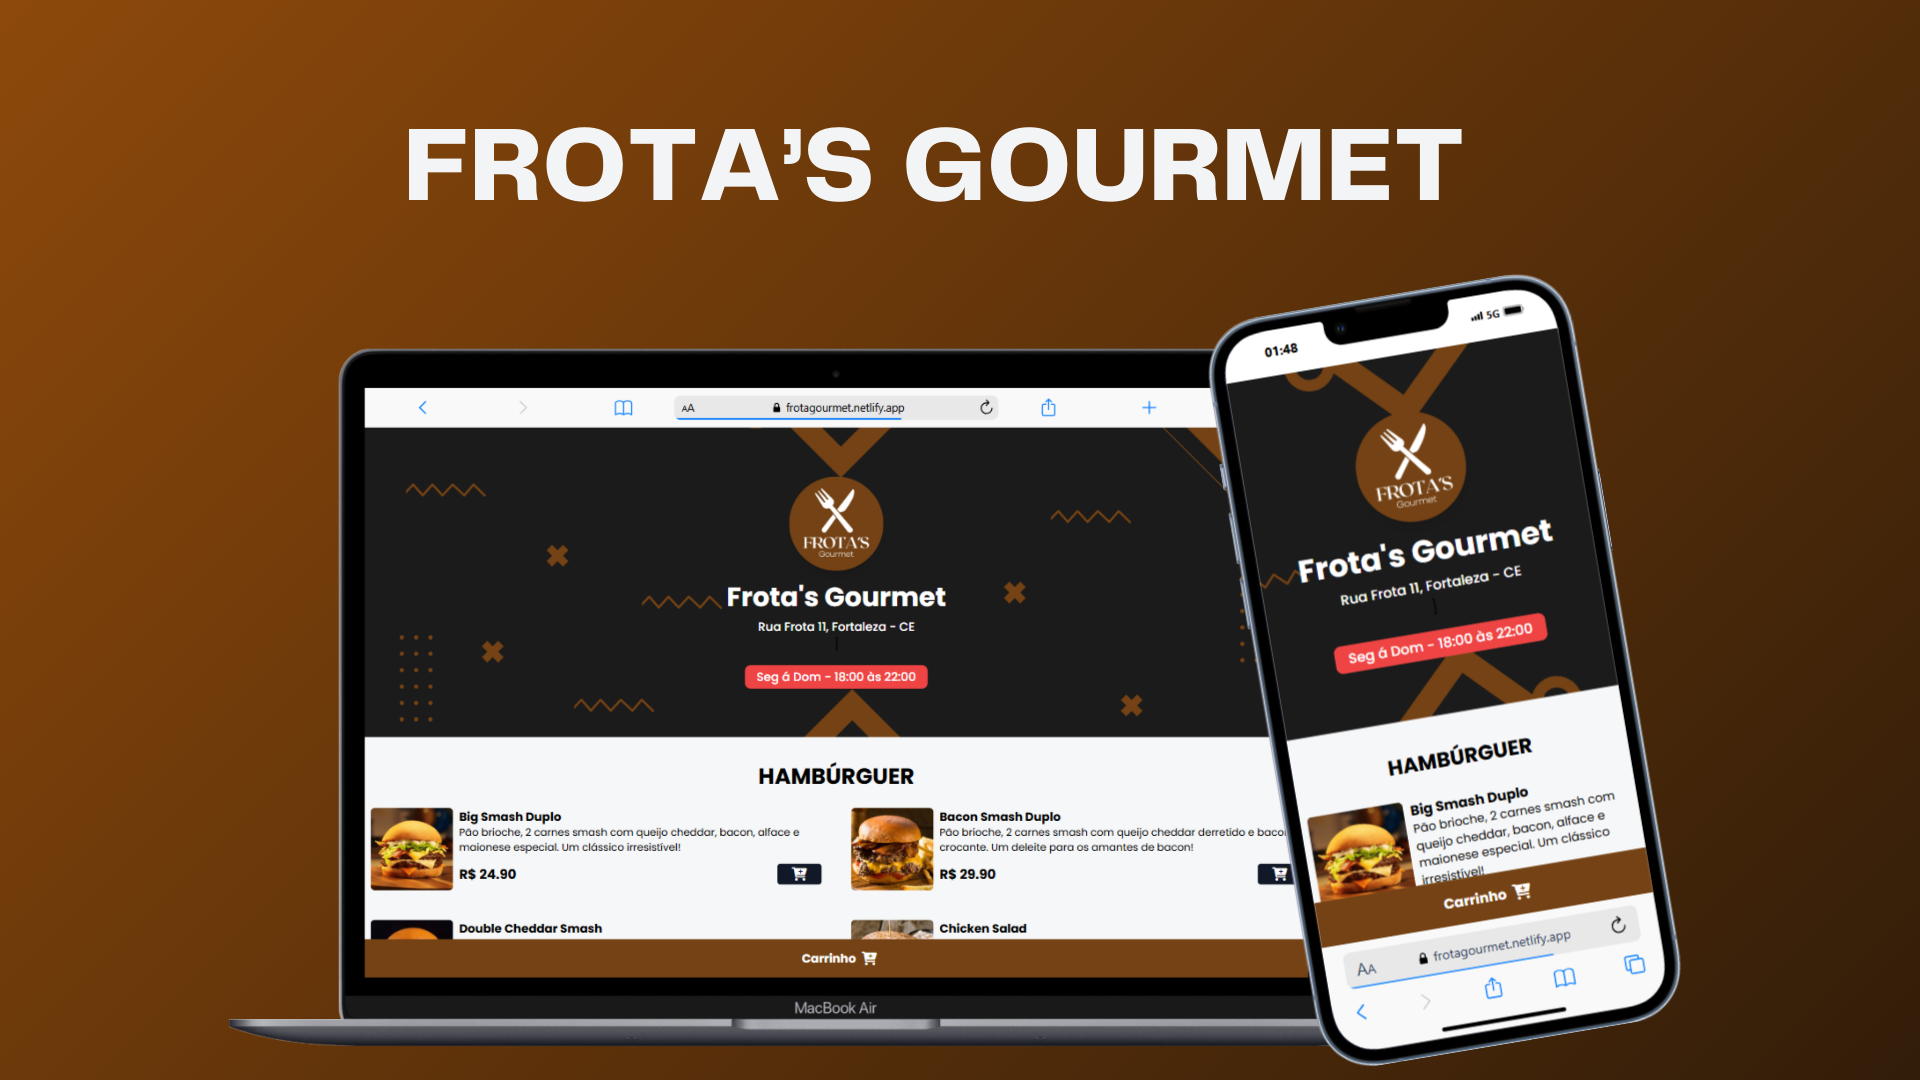 FROTA’S GOURMET
AA frotagourmet.netlify.app
FROTA'S
Gourmet
Frota's Gourmet
Rua Frota 11, Fortaleza - CE
Seg á Dom - 18:00 às 22:00
HAMBÚRGUER
Big Smash Duplo
Pão brioche, 2 carnes smash com queijo cheddar, bacon, alface e
maionese especial. Um clássico irresistível!
R$ 24.90
Bacon Smash Duplo
Pão brioche, 2 carnes smash com queijo cheddar derretido e bacon
crocante. Um deleite para os amantes de bacon!
R$ 29.90
Double Cheddar Smash
Chicken Salad
Carrinho
MacBook Air
01:48
5G
FROTA'S
Gourmet
Frota's Gourmet
Rua Frota 11, Fortaleza - CE
Seg á Dom - 18:00 às 22:00
HAMBÚRGUER
Big Smash Duplo
Pão brioche, 2 carnes smash com
queijo cheddar, bacon, alface e
maionese especial. Um clássico
irresistível!
Carrinho
AA frotagourmet.netlify.app